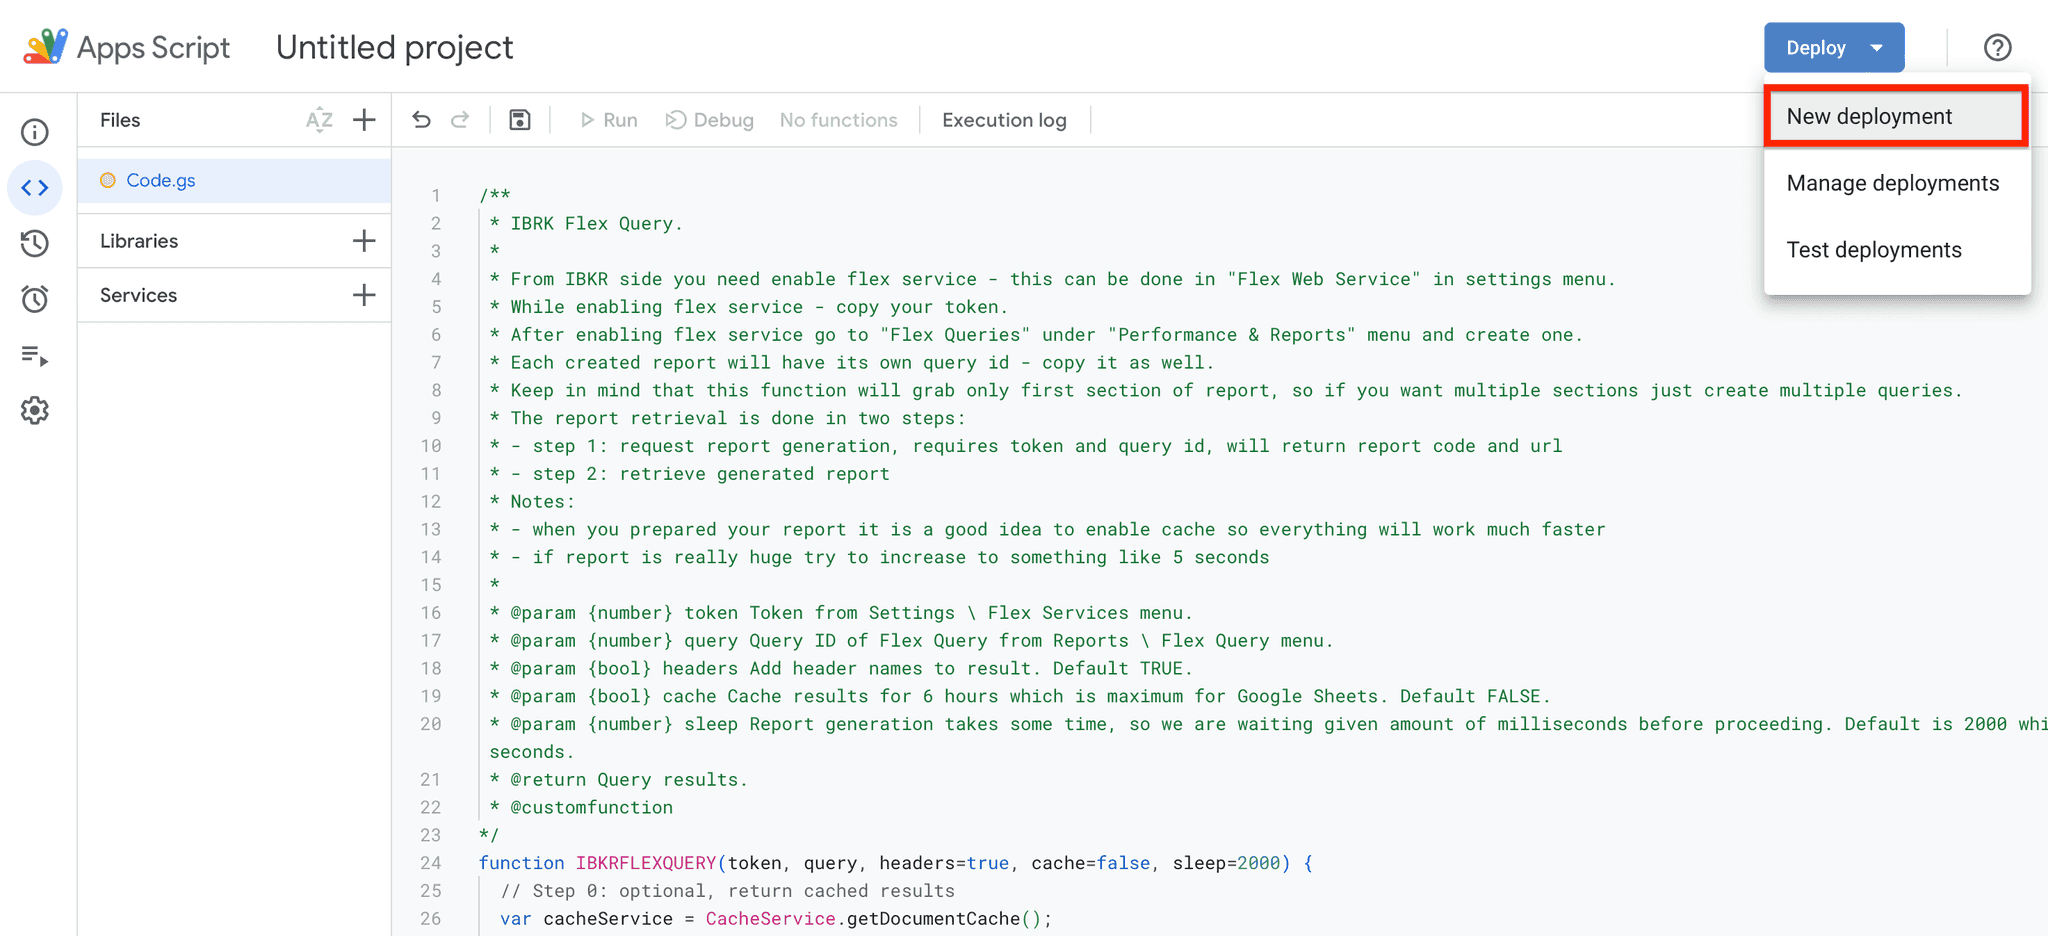 Apps Script
Untitled project
Deploy
New deployment
Manage deployments
Test deployments
Files
AZ
Code.gs
Libraries
Services
Run
Debug
No functions
Execution log
1 /**
2 * IBRK Flex Query.
3 *
4 * From IBKR side you need enable flex service - this can be done in "Flex Web Service" in settings menu.
5 * While enabling flex service - copy your token.
6 * After enabling flex service go to "Flex Queries" under "Performance & Reports" menu and create one.
7 * Each created report will have its own query id - copy it as well.
8 * Keep in mind that this function will grab only first section of report, so if you want multiple sections just create multiple queries.
9 * The report retrieval is done in two steps:
10 * - step 1: request report generation, requires token and query id, will return report code and url
11 * - step 2: retrieve generated report
12 * Notes:
13 * - when you prepared your report it is a good idea to enable cache so everything will work much faster
14 * - if report is really huge try to increase to something like 5 seconds
15 *
16 * @param {number} token Token from Settings \ Flex Services menu.
17 * @param {number} query Query ID of Flex Query from Reports \ Flex Query menu.
18 * @param {bool} headers Add header names to result. Default TRUE.
19 * @param {bool} cache Cache results for 6 hours which is maximum for Google Sheets. Default FALSE.
20 * @param {number} sleep Report generation takes some time, so we are waiting given amount of milliseconds before proceeding. Default is 2000 whi
seconds.
21 * @return Query results.
22 * @customfunction
23 */
24 function IBKRFLEXQUERY(token, query, headers=true, cache=false, sleep=2000) {
25 // Step 0: optional, return cached results
26 var cacheService = CacheService.getDocumentCache();